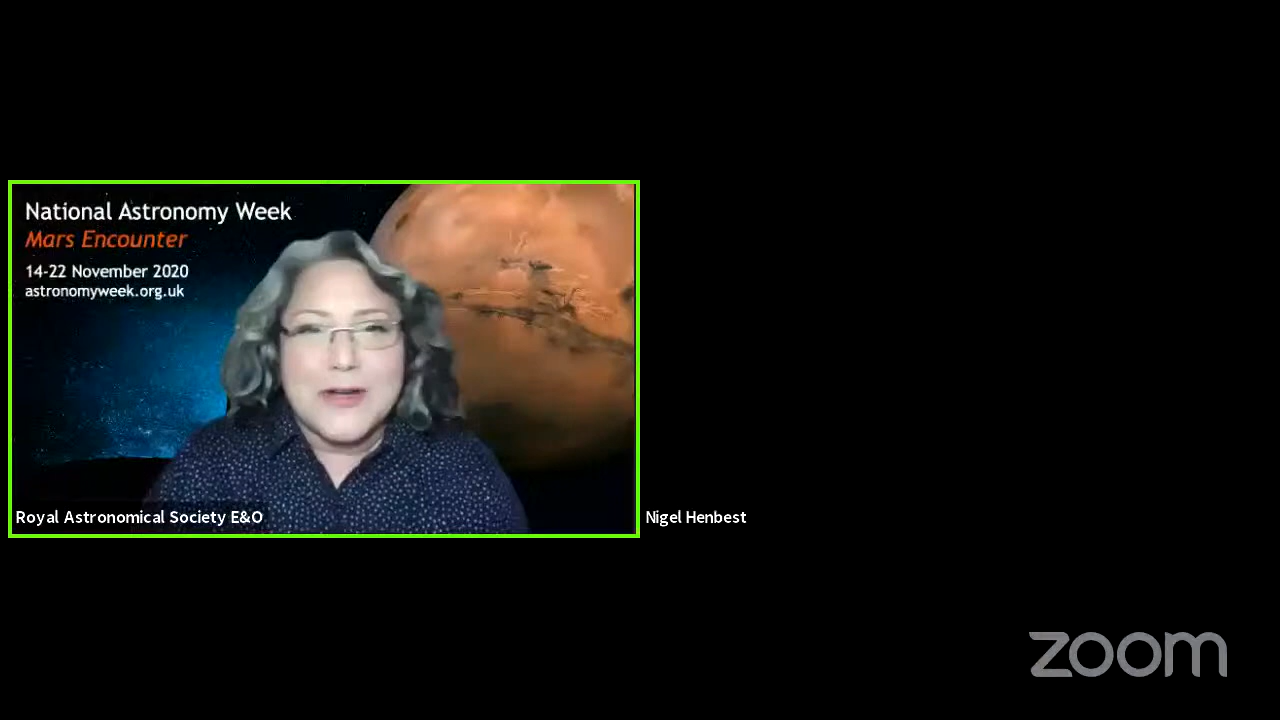 National Astronomy Week
Mars Encounter
14-22 November 2020
astronomyweek.org.uk
Royal Astronomical Society E&O
Nigel Henbest
zoom